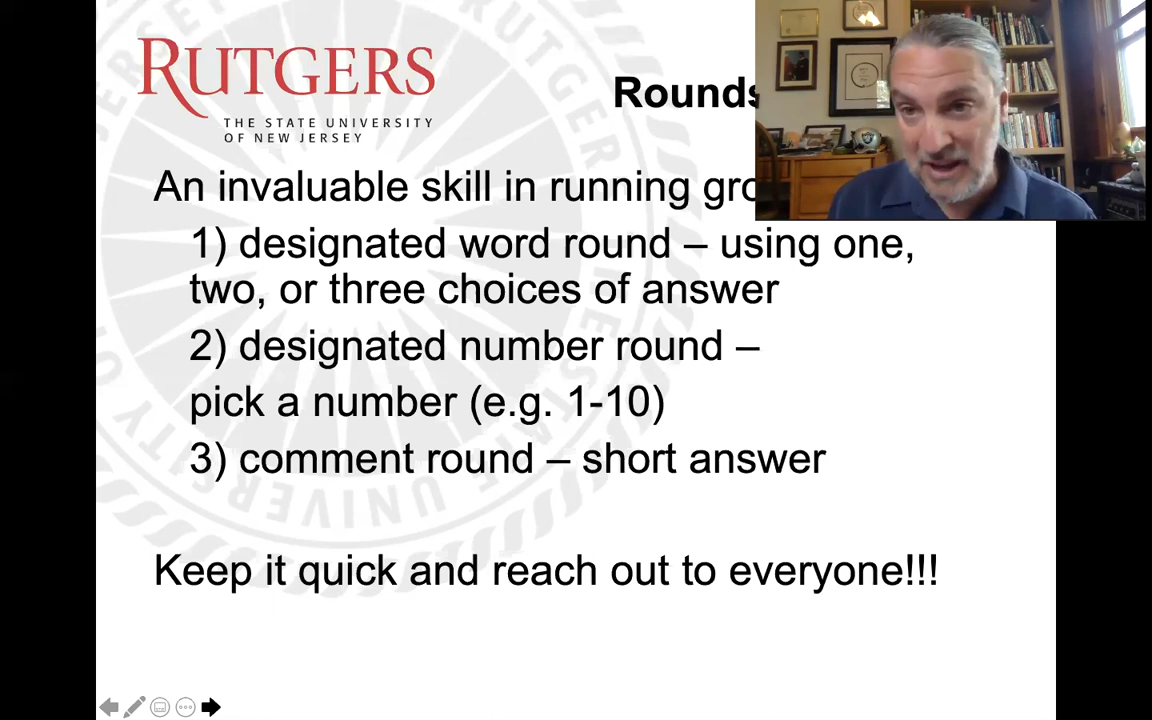 RUTGERS
THE STATE UNIVERSITY
OF NEW JERSEY
Rounds
An invaluable skill in running
1) designated word round – using one,
two, or three choices of answer
2) designated number round –
pick a number (e.g. 1-10)
3) comment round – short answer
Keep it quick and reach out to everyone!!!